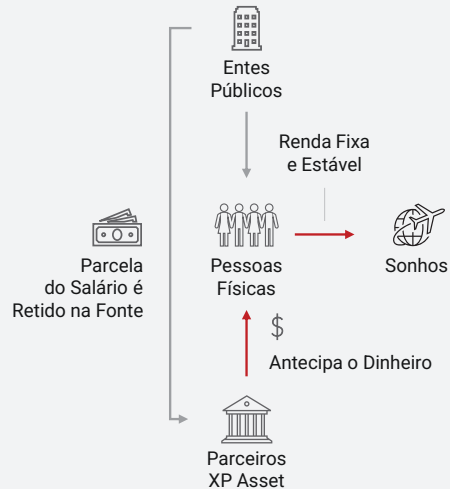 Entes
Públicos
Renda Fixa
e Estável
Parcela
do Salário é
Retido na Fonte
Pessoas
Físicas
Sonhos
$
Antecipa o Dinheiro
Parceiros
XP Asset